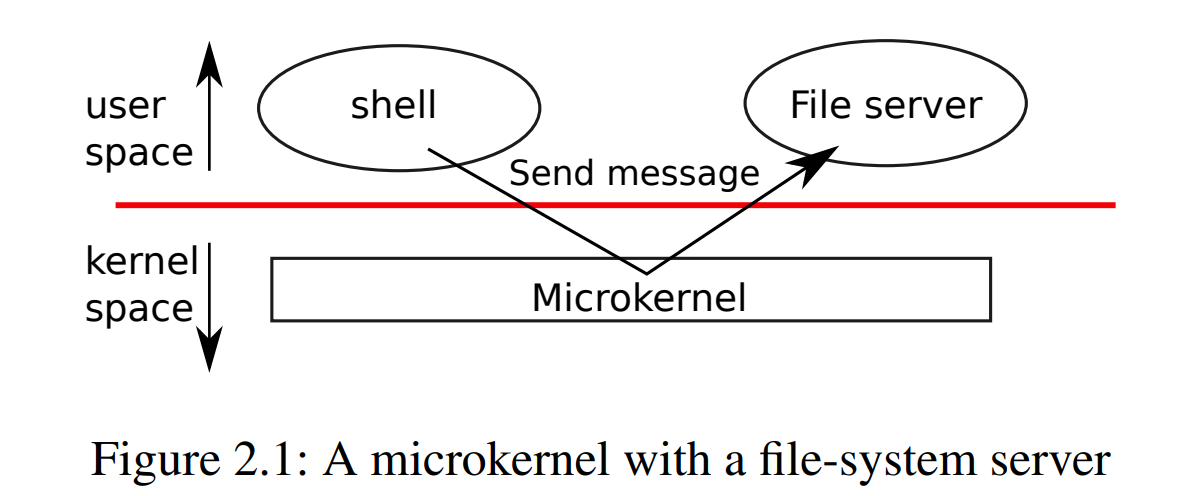 user
space
shell
File server
Send message
kernel
space
Microkernel
Figure 2.1: A microkernel with a file-system server